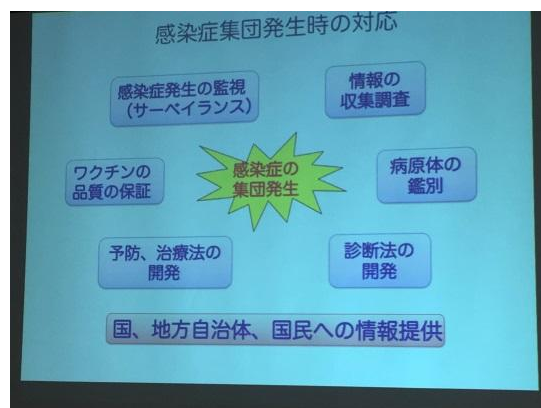 感染症集団発生時の対応
感染症発生の監視
（サーベイランス）
情報の
収集調査
ワクチンの
品質の保証
感染症の
集団発生
病原体の
鑑別
予防、治療法の
開発
診断法の
開発
国、地方自治体、国民への情報提供